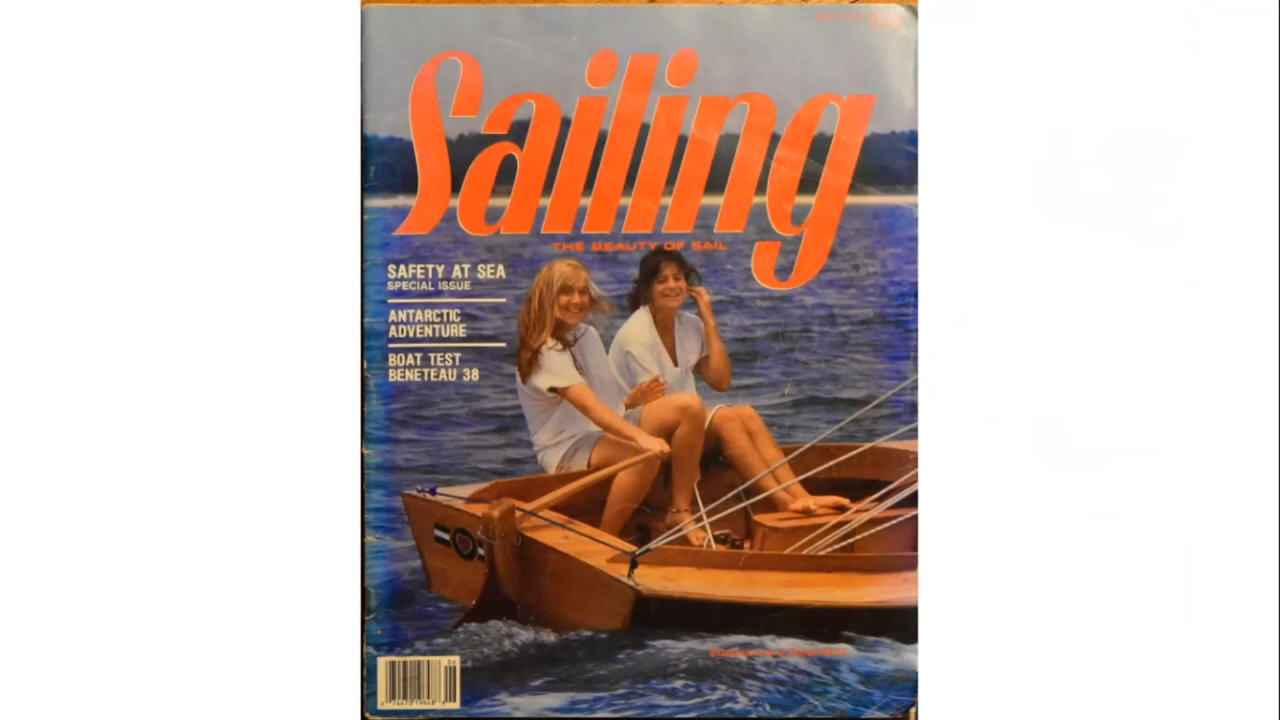 Sailing
THE BEAUTY OF SAIL
SAFETY AT SEA
SPECIAL ISSUE
ANTARCTIC
ADVENTURE
BOAT TEST
BENETEAU 38